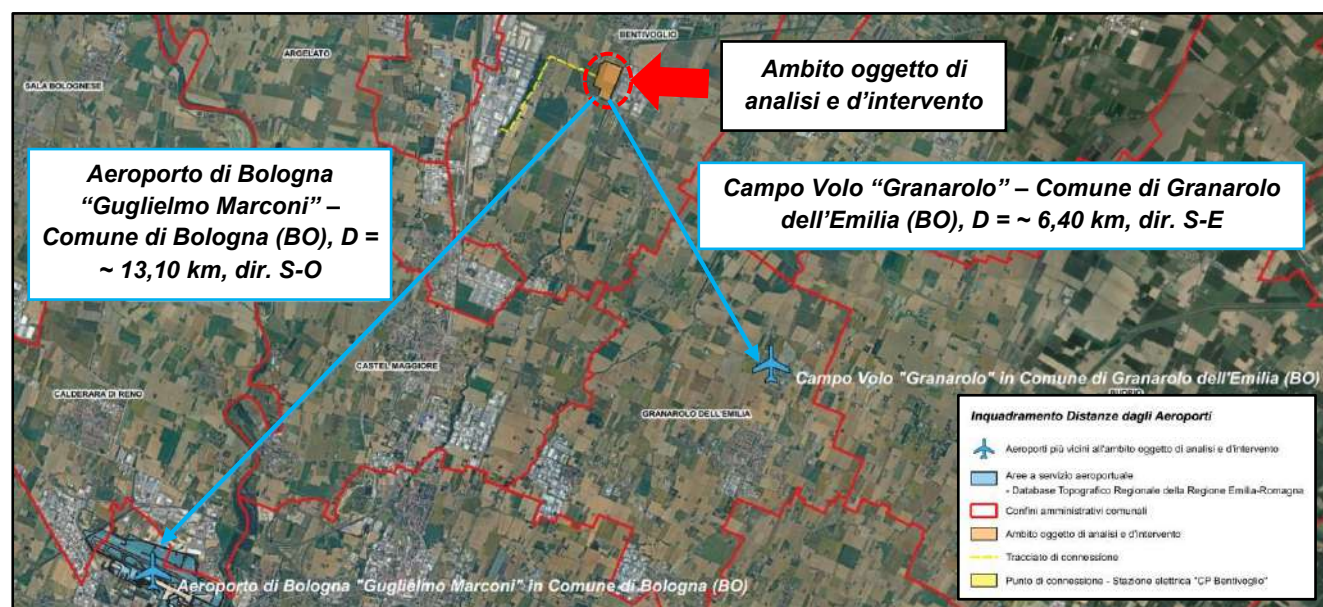 BENTIVOGLIO
ARGELATO
SALA BOLOGNESE
Ambito oggetto di
analisi e d'intervento
Aeroporto di Bologna
“Guglielmo Marconi” –
Comune di Bologna (BO), D =
~ 13,10 km, dir. S-O
Campo Volo “Granarolo” – Comune di Granarolo
dell’Emilia (BO), D = ~ 6,40 km, dir. S-E
CASTEL MAGGIORE
CALDERARA DI RENO
Campo Volo "Granarolo" in Comune di Granarolo dell'Emilia (BO)
BUDRIO
GRANAROLO DELL'EMILIA
Aeroporto di Bologna "Guglielmo Marconi" in Comune di Bologna (BO)
Inquadramento Distanze dagli Aeroporti
Aeroporti più vicini all'ambito oggetto di analisi e d'intervento
Aree a servizio aeroportuale
- Database Topografico Regionale della Regione Emilia-Romagna
Confini amministrativi comunali
Ambito oggetto di analisi e d'intervento
Tracciato di connessione
Punto di connessione - Stazione elettrica "CP Bentivoglio"